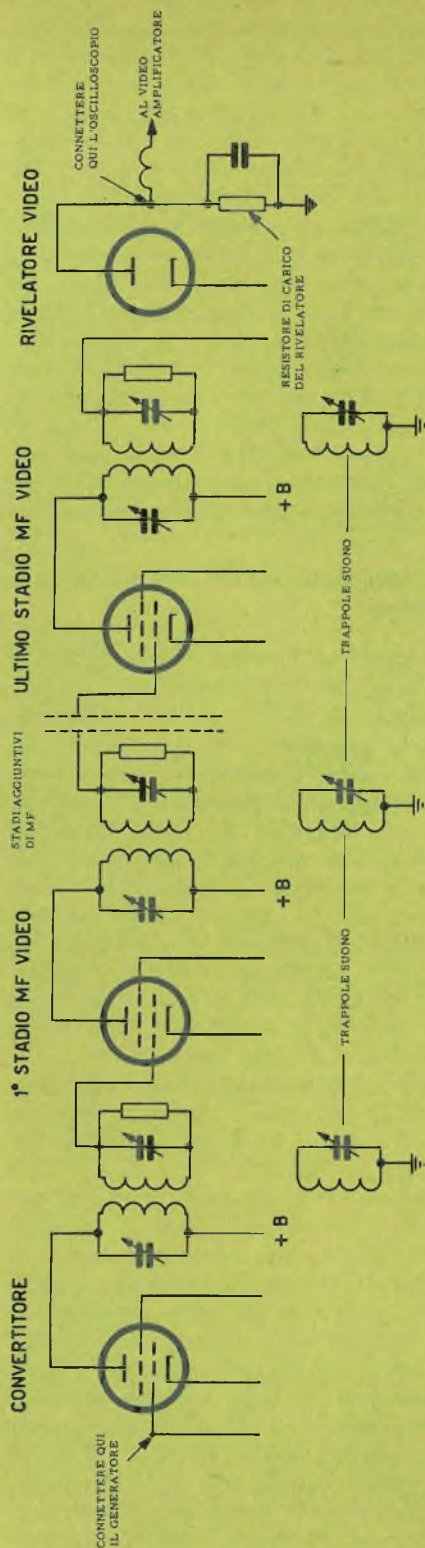 CONVERTITORE
1° STADIO MF VIDEO
STADI AGGIUNTIVI
DI MF
ULTIMO STADIO MF VIDEO
RIVELATORE VIDEO
CONNETTERE QUI
IL GENERATORE
+B
+B
+B
CONNETTERE
QUI L'OSCILLOSCOPIO
AL VIDEO
AMPLIFICATORE
RESISTORE DI CARICO
DEL RIVELATORE
TRAPPOLE SUONO
TRAPPOLE SUONO